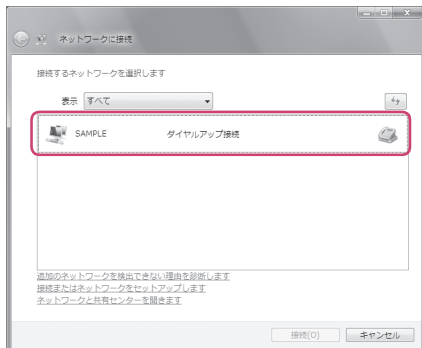 ネットワークに接続
接続するネットワークを選択します
表示 すべて
SAMPLE ダイヤルアップ接続
追加のネットワークを検出できない理由を診断します
接続またはネットワークをセットアップします
ネットワークと共有センターを開きます
接続(O) キャンセル